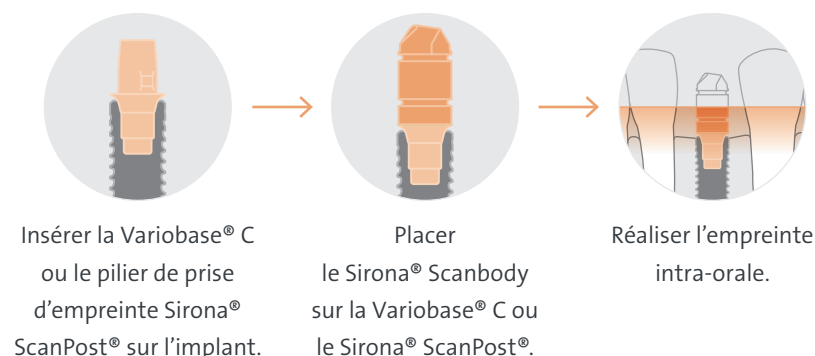 Insérer la Variobase® C
ou le pilier de prise
d'empreinte Sirona®
ScanPost® sur l'implant.
Placer
le Sirona® Scanbody
sur la Variobase® C ou
le Sirona® ScanPost®.
Réaliser l'empreinte
intra-orale.